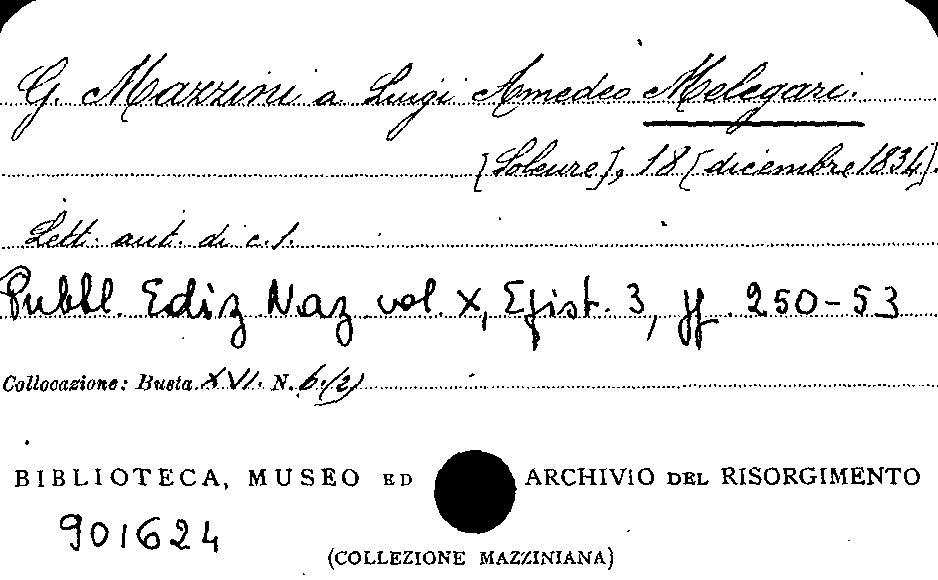 G. Mazzini a Luigi Amedeo Melegari.
[Soleure], 18 [dicembre 1834].
Lett. aut. di c. 1.
Pubbl. Ediz Naz vol. X, Epist. 3, pp. 250-53
Collocazione: Busta XVI. N. 6/2)
BIBLIOTECA, MUSEO ED ARCHIVIO DEL RISORGIMENTO
901624
(COLLEZIONE MAZZINIANA)